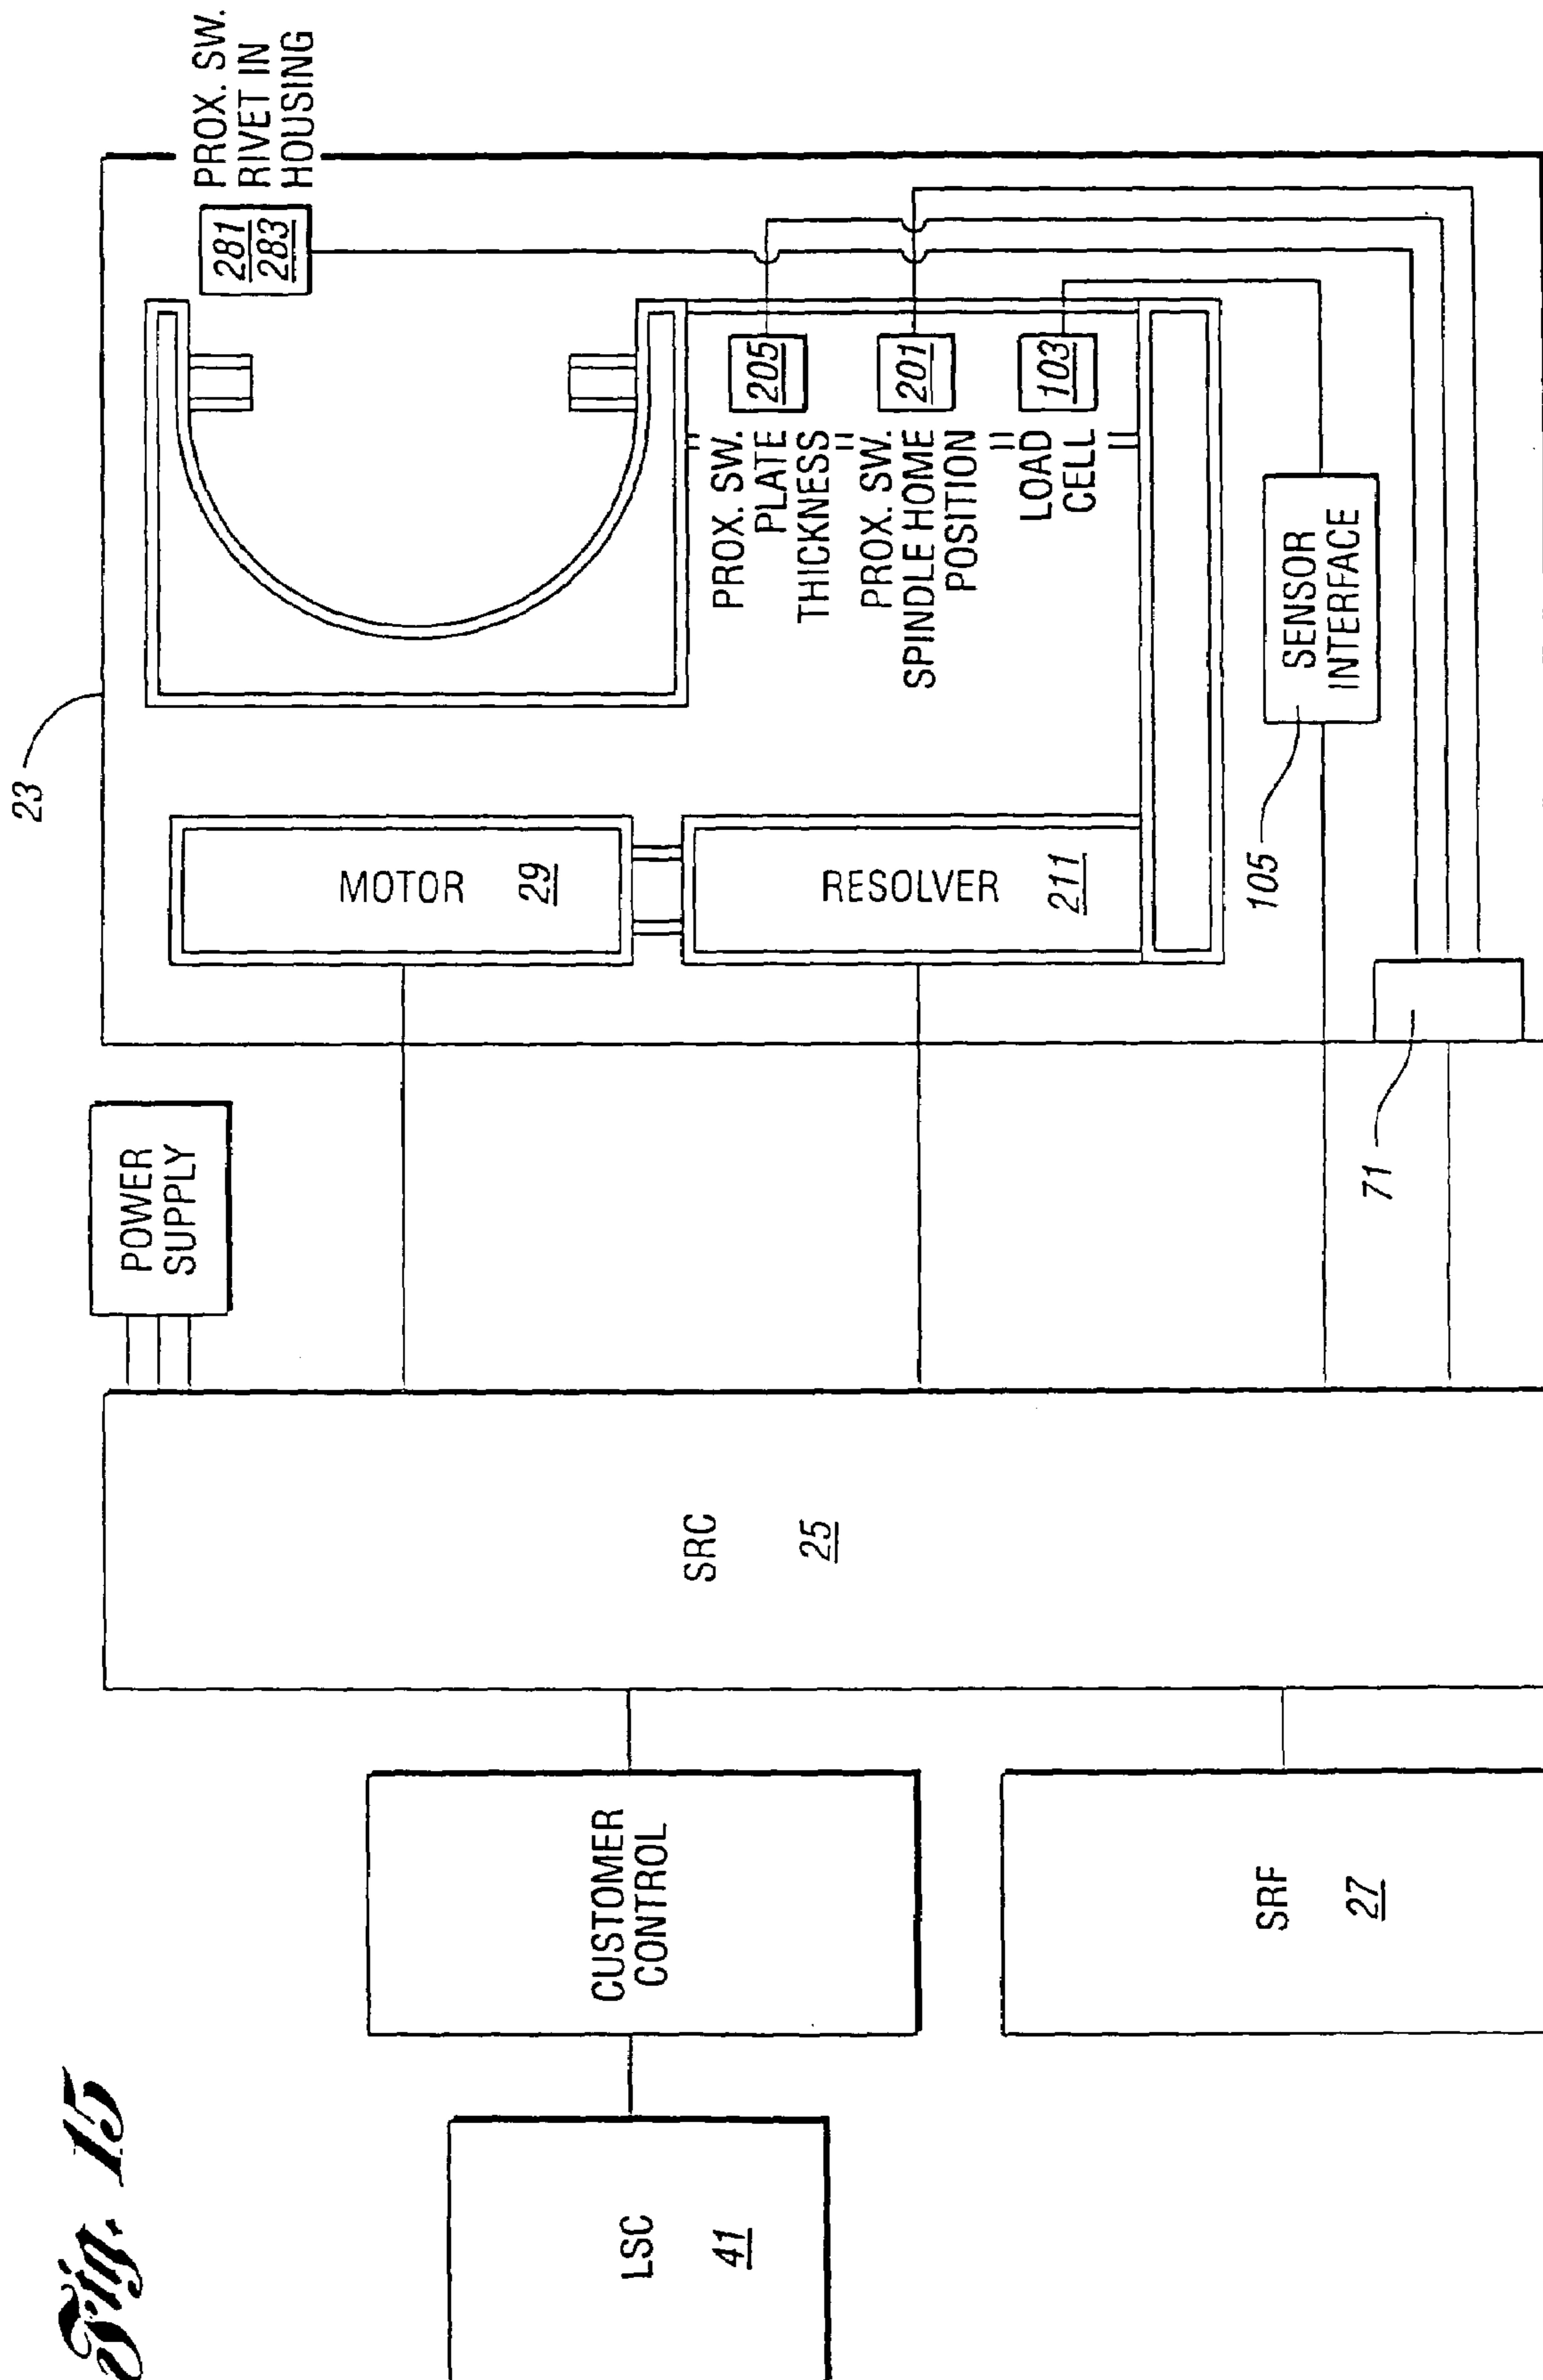 Fig. 15
LSC
41
CUSTOMER
CONTROL
SRF
27
SRC
25
POWER
SUPPLY
23
MOTOR
29
RESOLVER
211
PROX. SW.
RIVET IN
HOUSING
281
283
PROX. SW.
PLATE
THICKNESS
205
PROX. SW.
SPINDLE HOME
POSITION
201
LOAD
CELL
103
SENSOR
INTERFACE
105
71